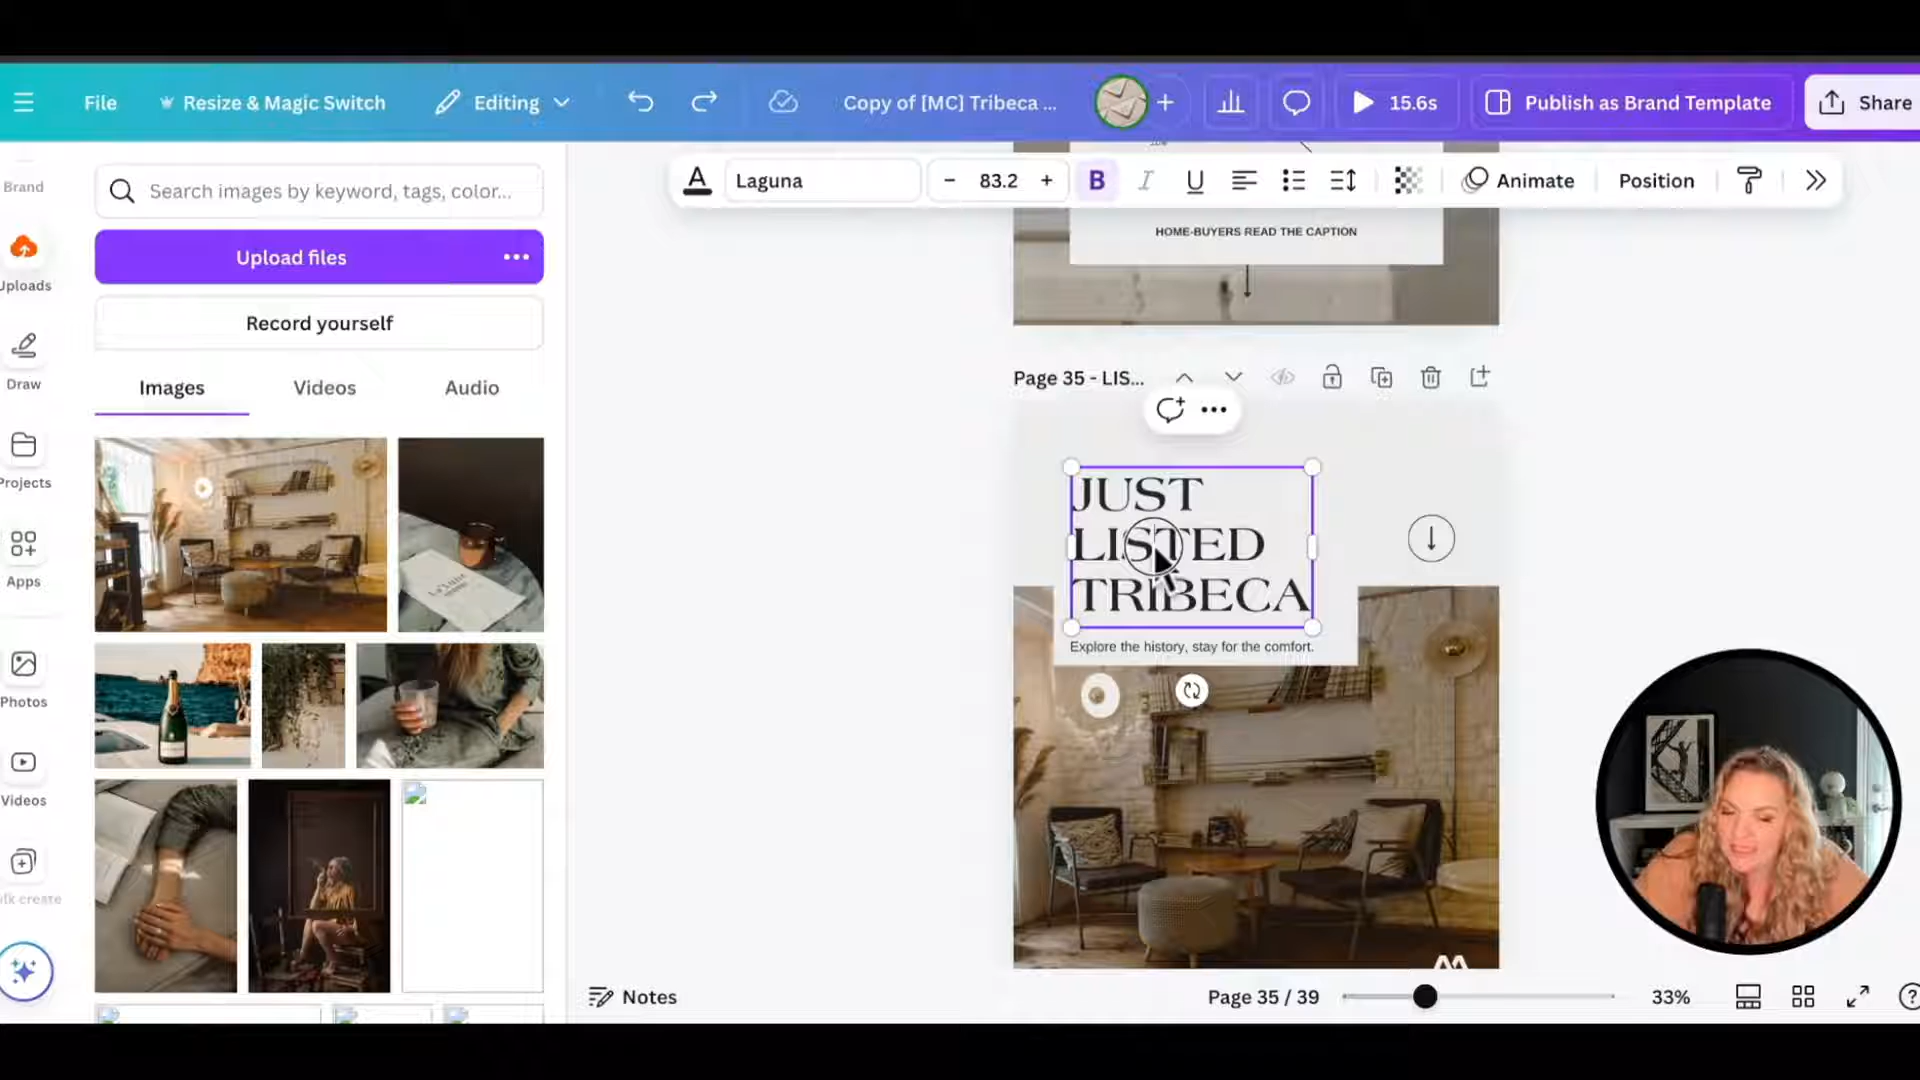 File
Resize & Magic Switch
Editing
Copy of [MC] Tribeca ...
15.6s
Publish as Brand Template
Share
Brand
Search images by keyword, tags, color...
Laguna
83.2
B
I
U
Animate
Position
Uploads
Upload files
Record yourself
HOME-BUYERS READ THE CAPTION
Draw
Images
Videos
Audio
Page 35 - LIS...
Projects
JUST
LISTED
TRIBECA
Apps
Explore the history, stay for the comfort.
Photos
Videos
lk create
Notes
Page 35 / 39
33%